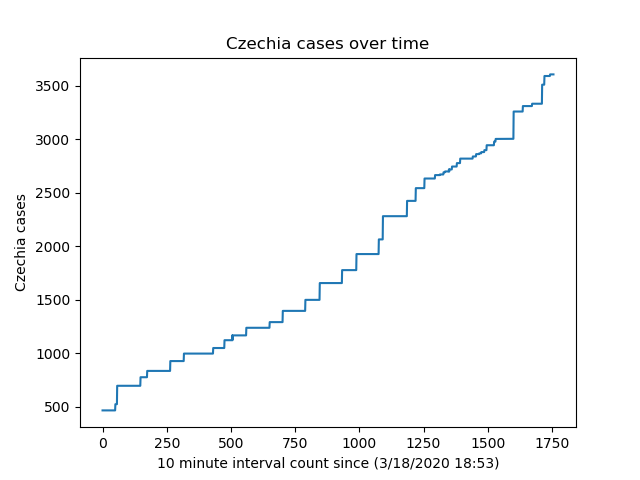 Czechia cases over time
3500
3000
2500
2000
1500
1000
500
Czechia cases
0 250 500 750 1000 1250 1500 1750
10 minute interval count since (3/18/2020 18:53)